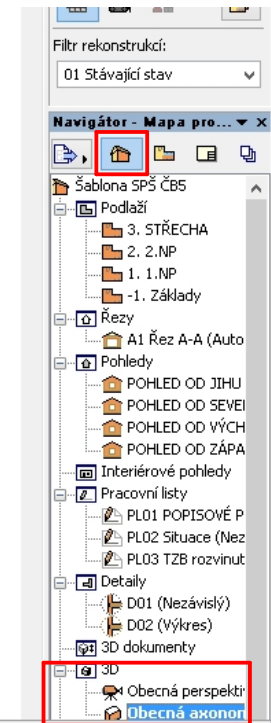 Filtr rekonstrukcí:
01 Stávající stav
Navigátor - Mapa pro...
Šablona SPŠ ČB5
Podlaží
3. STŘECHA
2. 2.NP
1. 1.NP
-1. Základy
Řezy
A1 Řez A-A (Auto
Pohledy
POHLED OD JIHU
POHLED OD SEVEI
POHLED OD VÝCH
POHLED OD ZÁPA
Interiérové pohledy
Pracovní listy
PL01 POPISOVÉ P
PL02 Situace (Nez
PL03 TZB rozvinut
Detaily
D01 (Nezávislý)
D02 (Výkres)
3D dokumenty
3D
Obecná perspekti
Obecná axonon